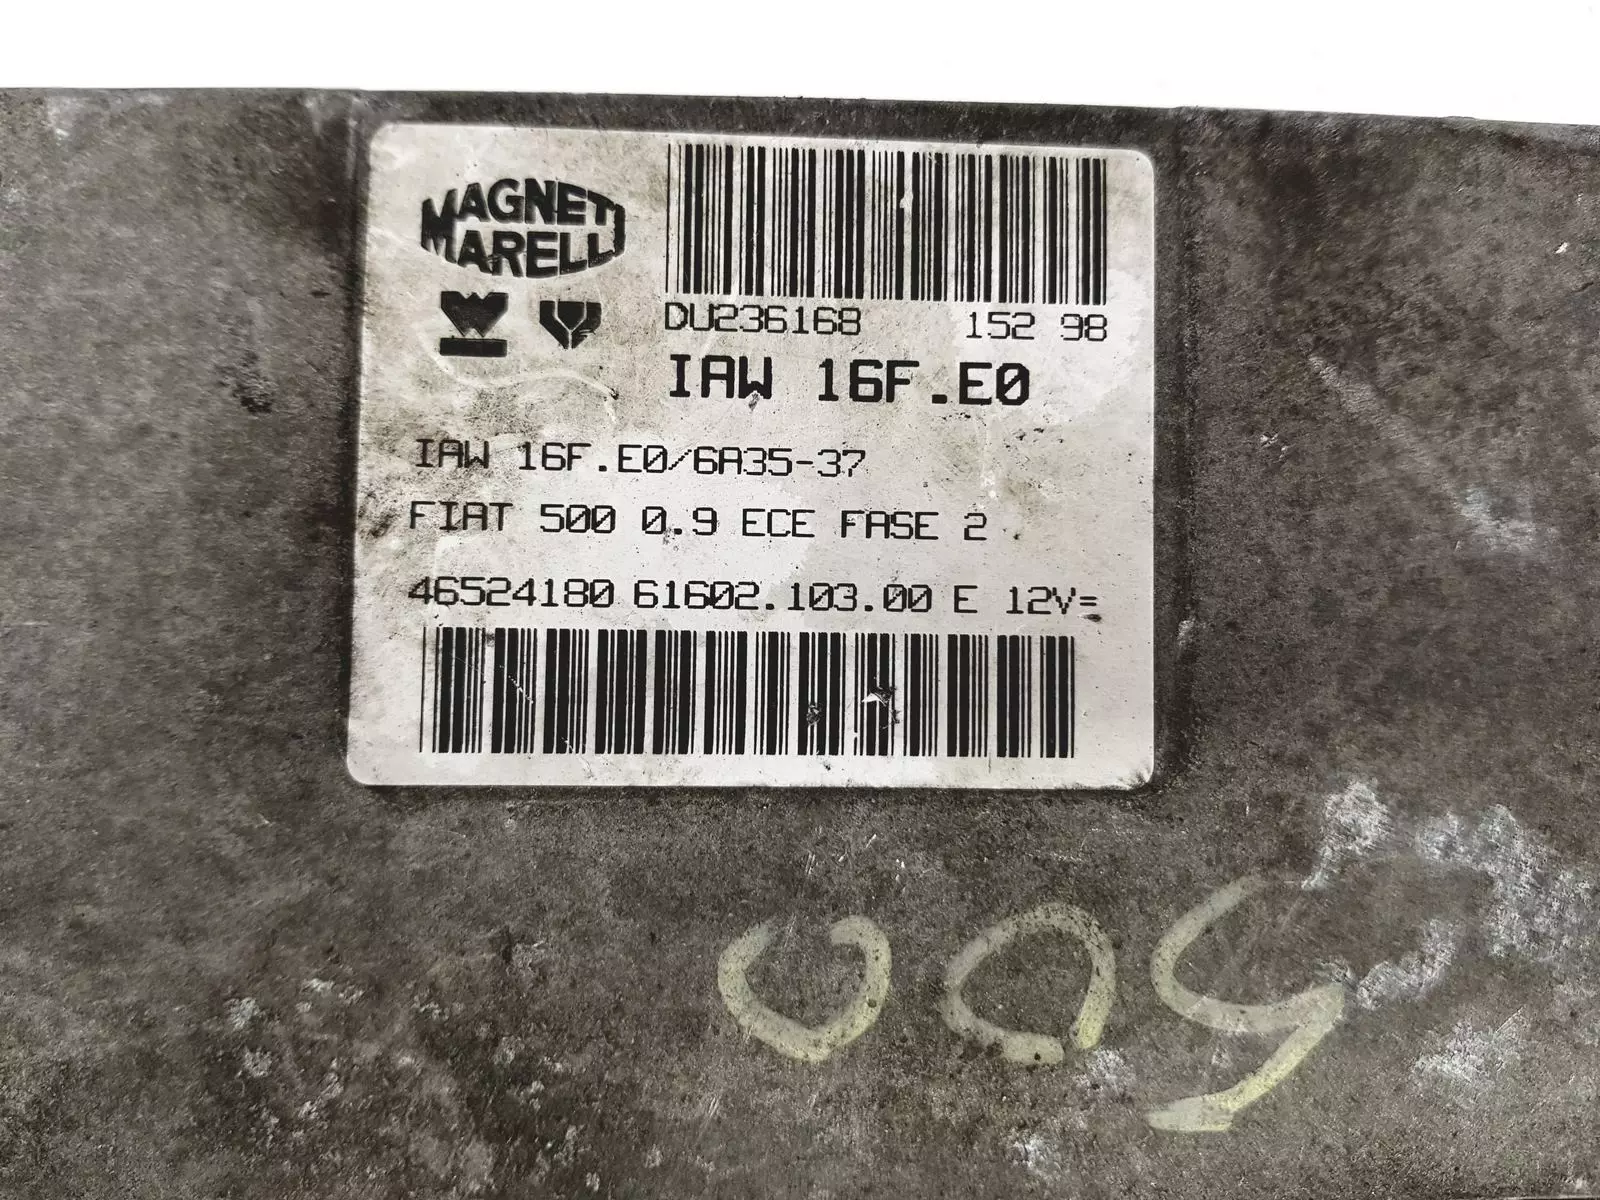 MAGNETI
MARELLI
DU236168 152 98
IAW 16F.E0
IAW 16F.E0/6A35-37
FIAT 500 0.9 ECE FASE 2
46524180 61602.103.00 E 12V=
500